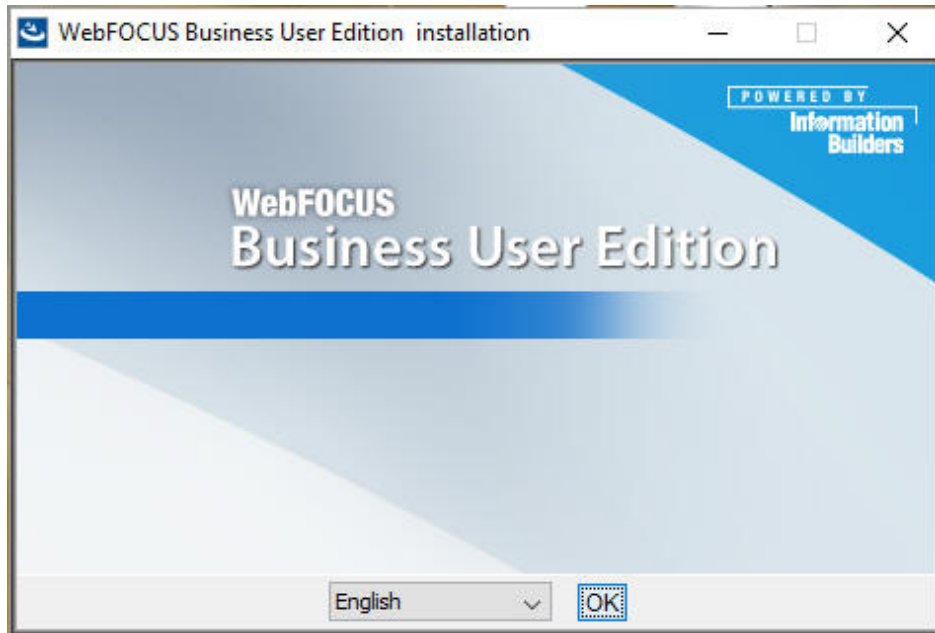 WebFOCUS Business User Edition installation
POWERED BY
Information
Builders
WebFOCUS
Business User Edition
English
OK